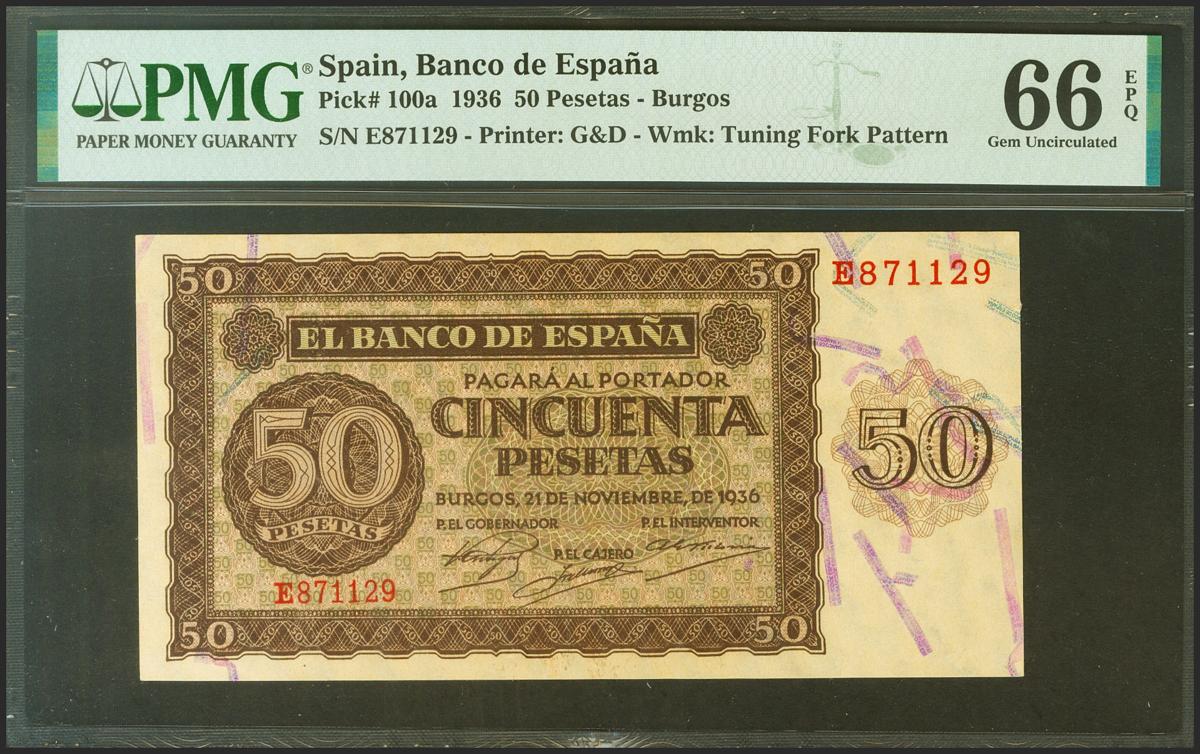 PMG®
PAPER MONEY GUARANTY
Spain, Banco de España
Pick# 100a 1936 50 Pesetas - Burgos
S/N E871129 - Printer: G&D - Wmk: Tuning Fork Pattern
66
EPQ
Gem Uncirculated
50
50
E871129
EL BANCO DE ESPAÑA
PAGARÁ AL PORTADOR
CINCUENTA
PESETAS
50
PESETAS
50
BURGOS, 21 DE NOVIEMBRE, DE 1936
P. EL GOBERNADOR
P. EL INTERVENTOR
P. EL CAJERO
E871129
50
50